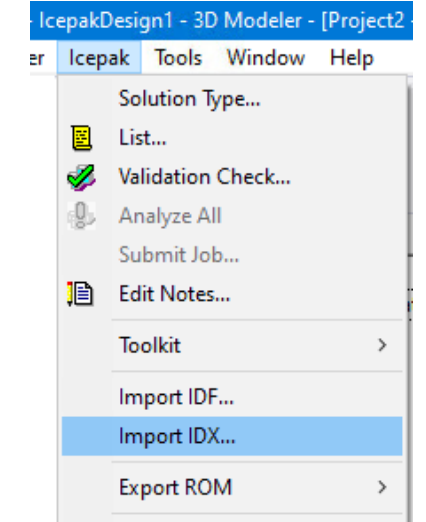 - IcepakDesign1 - 3D Modeler - [Project2 -
er Icepak Tools Window Help
Solution Type...
List...
Validation Check...
Analyze All
Submit Job...
Edit Notes...
Toolkit >
Import IDF...
Import IDX...
Export ROM >